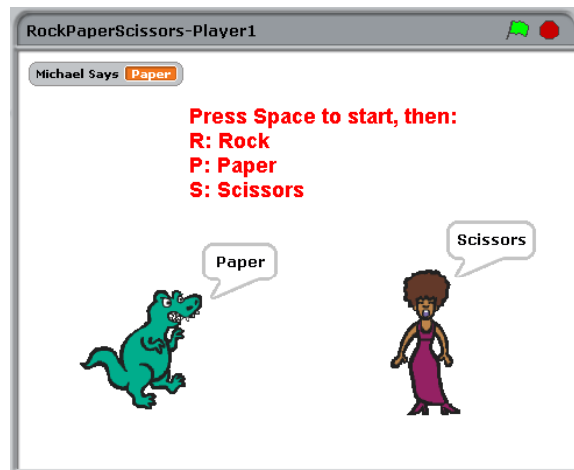 RockPaperScissors-Player1
Michael Says Paper
Press Space to start, then:
R: Rock
P: Paper
S: Scissors
Scissors
Paper